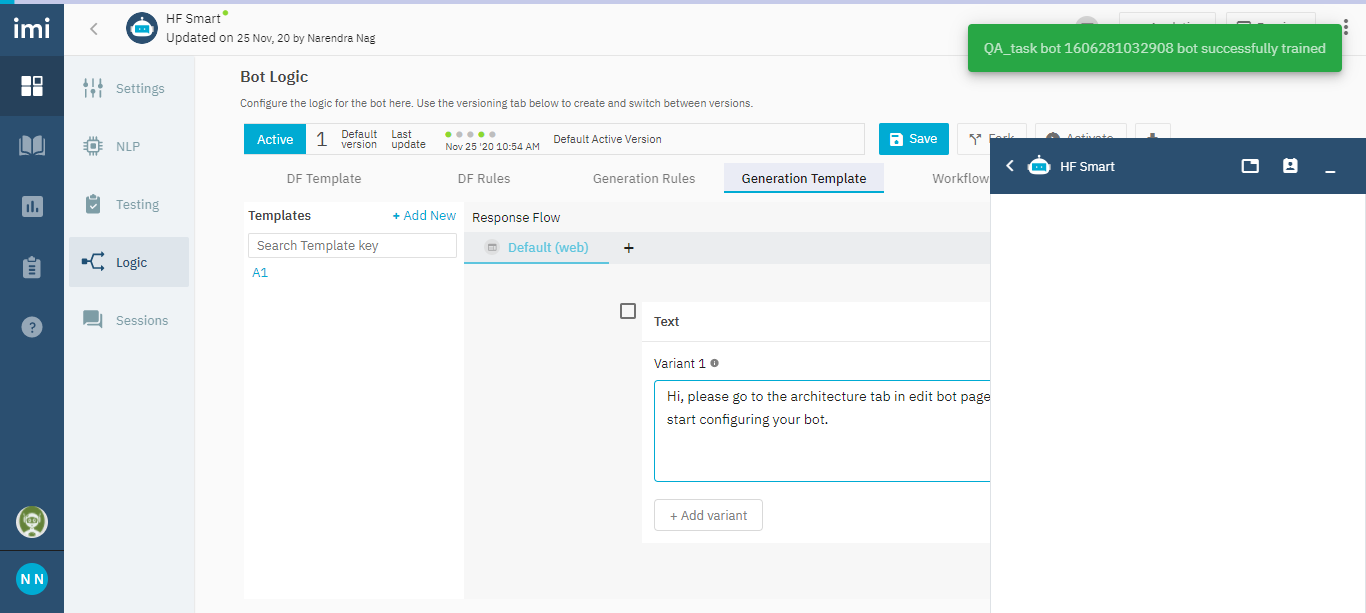 imi
HF Smart
Updated on 25 Nov, 20 by Narendra Nag
QA_task bot 1606281032908 bot successfully trained
Settings
NLP
Testing
Logic
Sessions
Bot Logic
Configure the logic for the bot here. Use the versioning tab below to create and switch between versions.
Active
1
Default version
Last update
Nov 25 '20 10:54 AM
Default Active Version
Save
Fork
Activate
DF Template
DF Rules
Generation Rules
Generation Template
Workflow
Templates
+ Add New
Search Template key
A1
Response Flow
Default (web)
+
Text
Variant 1
Hi, please go to the architecture tab in edit bot page
start configuring your bot.
+ Add variant
HF Smart
N N